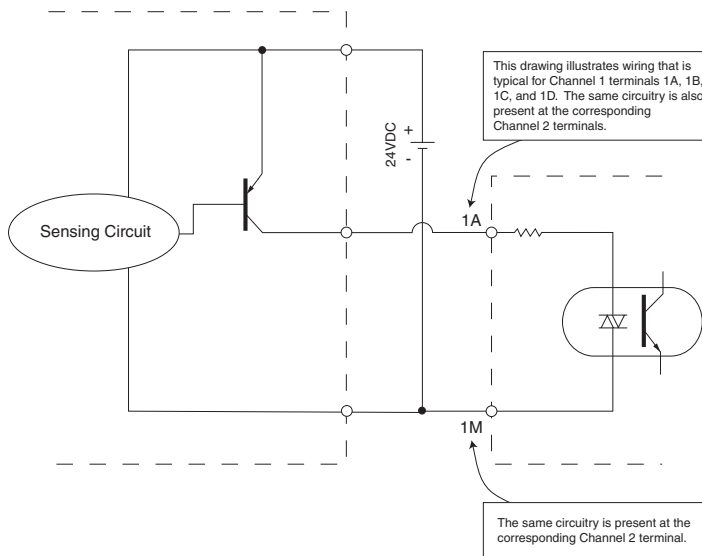 This drawing illustrates wiring that is
typical for Channel 1 terminals 1A, 1B,
1C, and 1D. The same circuitry is also
present at the corresponding
Channel 2 terminals.
24VDC
+
-
1A
Sensing Circuit
1M
The same circuitry is present at the
corresponding Channel 2 terminal.